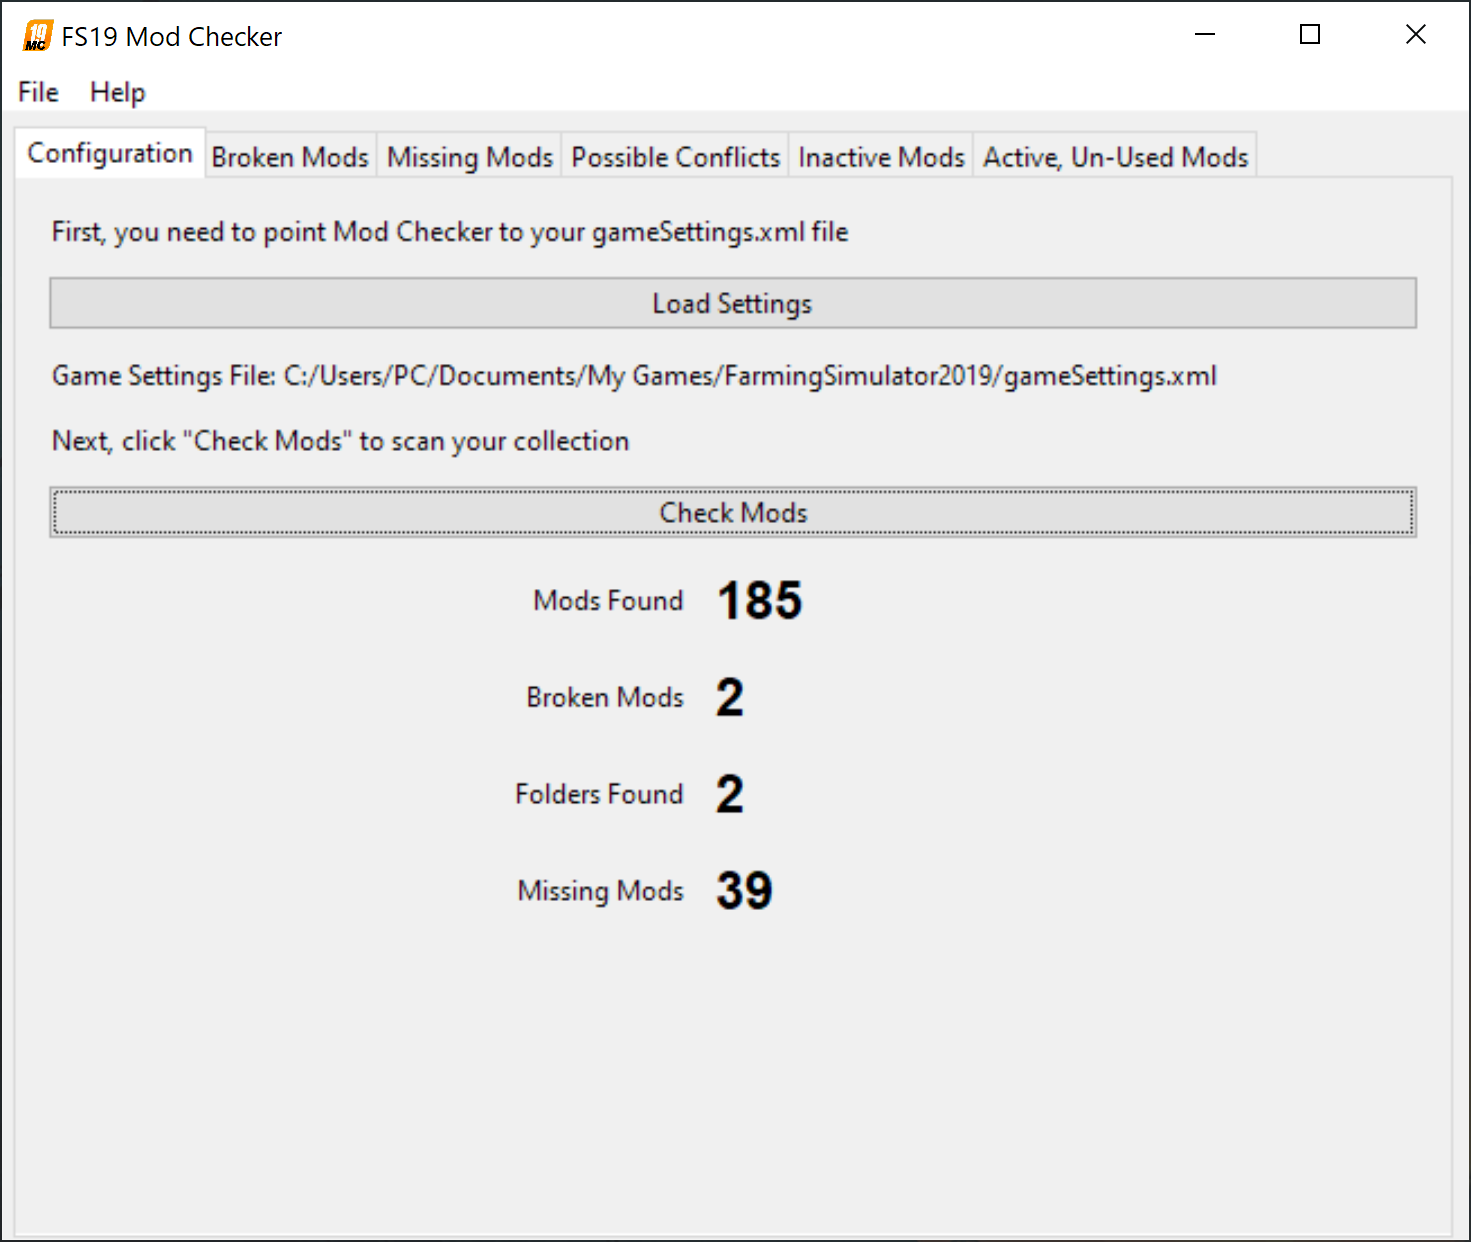 19
MC
FS19 Mod Checker
File Help
Configuration Broken Mods Missing Mods Possible Conflicts Inactive Mods Active, Un-Used Mods
First, you need to point Mod Checker to your gameSettings.xml file
Load Settings
Game Settings File: C:/Users/PC/Documents/My Games/FarmingSimulator2019/gameSettings.xml
Next, click "Check Mods" to scan your collection
Check Mods
Mods Found 185
Broken Mods 2
Folders Found 2
Missing Mods 39